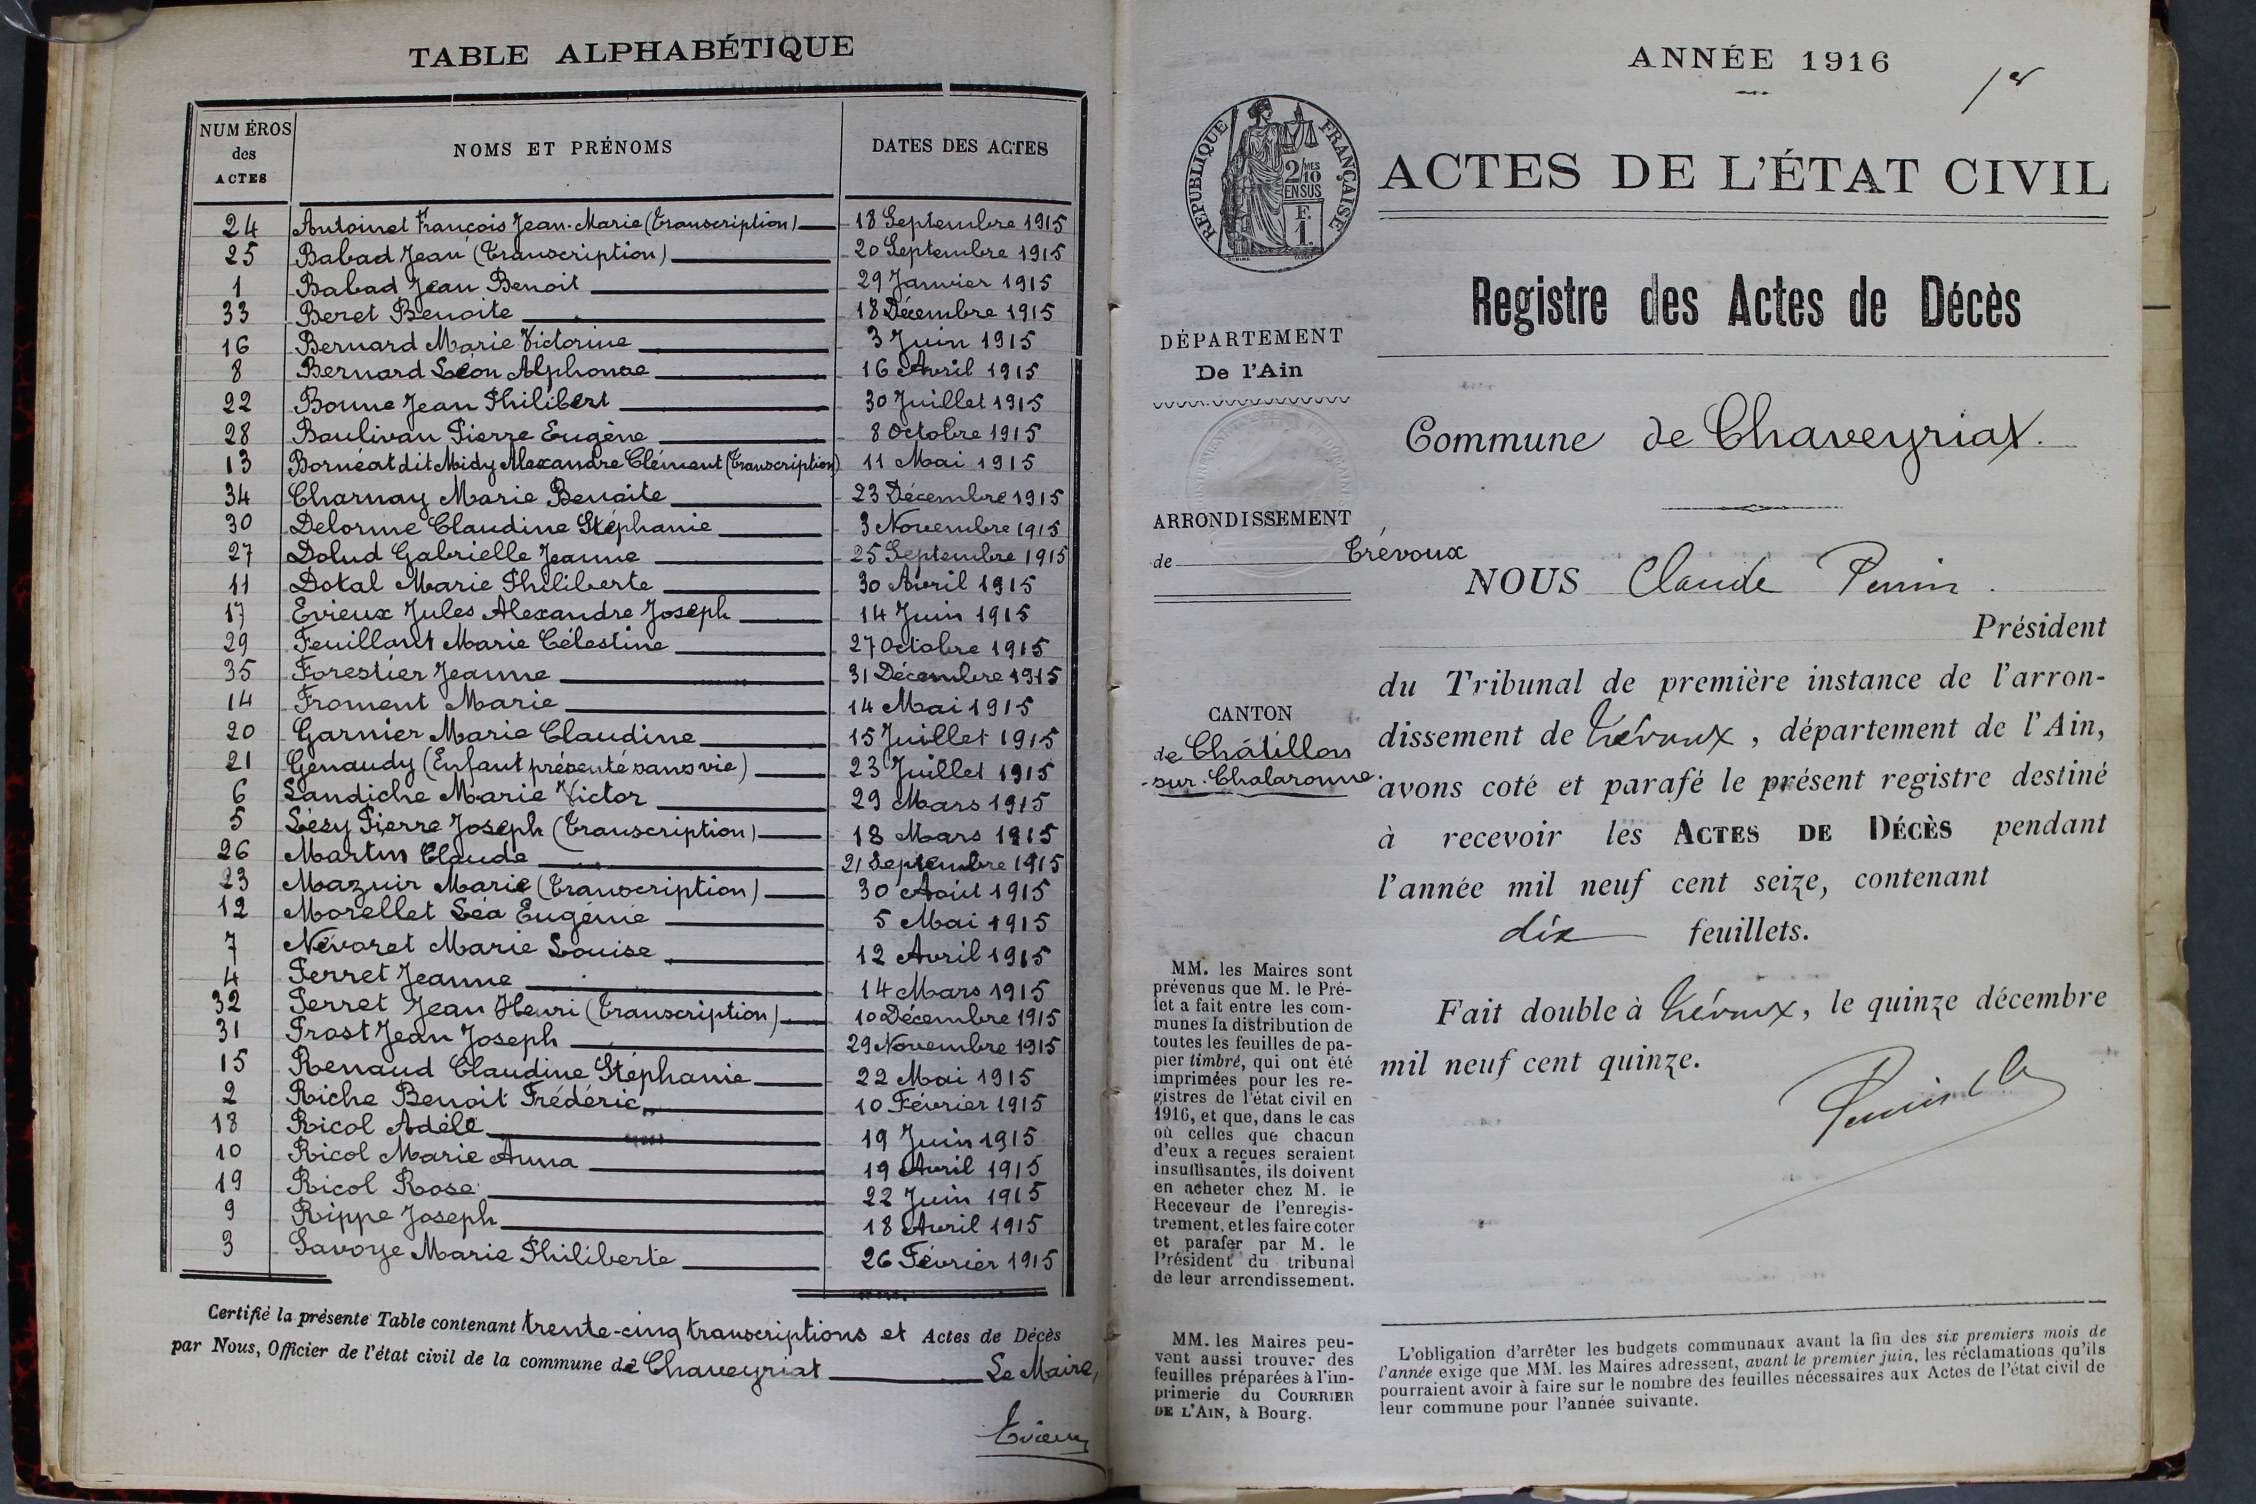 TABLE ALPHABÉTIQUE
NUMÉROS
des
ACTES
NOMS ET PRÉNOMS
DATES DES ACTES
24 Antoinet François Jean-Marie (Transcription) 18 Septembre 1915
25 Babad Jean (Transcription) 20 Septembre 1915
1 Babad Jean Benoit 29 Janvier 1915
33 Beret Benoite 18 Décembre 1915
16 Bernard Marie Victorine 3 Juin 1915
8 Bernard Léon Alphonse 16 Avril 1915
22 Bonne Jean Philibert 30 Juillet 1915
28 Boulivan Pierre Eugène 8 Octobre 1915
13 Bornéat dit Midy Alexandre Clément (Transcription) 11 Mai 1915
34 Charnay Marie Benoite 23 Décembre 1915
30 Delorme Claudine Stéphanie 3 Novembre 1915
27 Dolud Gabrielle Jeanne 25 Septembre 1915
11 Dotal Marie Philiberte 30 Avril 1915
17 Evieux Jules Alexandre Joseph 14 Juin 1915
29 Feuillant Marie Célestine 27 Octobre 1915
35 Forestier Jeanne 31 Décembre 1915
14 Froment Marie 14 Mai 1915
20 Garnier Marie Claudine 15 Juillet 1915
21 Génaudy (Enfant présenté sans vie) 23 Juillet 1915
6 Landiche Marie Victor 29 Mars 1915
5 Lésy Pierre Joseph (Transcription) 18 Mars 1915
26 Martin Claude 21 Septembre 1915
23 Mazuir Marie (Transcription) 30 Août 1915
12 Morellet Léa Eugénie 5 Mai 1915
7 Névoret Marie Louise 12 Avril 1915
4 Perret Jeanne 14 Mars 1915
32 Perret Jean Henri (Transcription) 10 Décembre 1915
31 Prost Jean Joseph 29 Novembre 1915
15 Renaud Claudine Stéphanie 22 Mai 1915
2 Riche Benoit Frédéric 10 Février 1915
18 Ricol Adèle 19 Juin 1915
10 Ricol Marie Anna 19 Avril 1915
19 Ricol Rose 22 Juin 1915
9 Rippe Joseph 18 Avril 1915
3 Savoye Marie Philiberte 26 Février 1915
Certifié la présente Table contenant trente-cinq transcriptions et Actes de Décès
par Nous, Officier de l'état civil de la commune de Chaveyriat Le Maire,
Evieux
ANNÉE 1916
1er
RÉPUBLIQUE FRANÇAISE
2/MES
10
EN SUS
F.
1.
ACTES DE L'ÉTAT CIVIL
Registre des Actes de Décès
DÉPARTEMENT
De l'Ain
Commune de Chaveyriat.
ARRONDISSEMENT
de Trévoux
NOUS Claude Perrin
Président
du Tribunal de première instance de l'arron-
dissement de Trévoux, département de l'Ain,
avons coté et parafé le présent registre destiné
à recevoir les ACTES DE DÉCÈS pendant
l'année mil neuf cent seize, contenant
dix feuillets.
Fait double à Trévoux, le quinze décembre
mil neuf cent quinze.
CANTON
de Châtillon
-sur-Chalaronne.
MM. les Maires sont
prévenus que M. le Pré-
fet a fait entre les com-
munes la distribution de
toutes les feuilles de pa-
pier timbré, qui ont été
imprimées pour les re-
gistres de l'état civil en
1916, et que, dans le cas
où celles que chacun
d'eux a reçues seraient
insuffisantes, ils doivent
en acheter chez M. le
Receveur de l'enregis-
trement, et les faire coter
et parafer par M. le
Président du tribunal
de leur arrondissement.
MM. les Maires peu-
vent aussi trouver des
feuilles préparées à l'im-
primerie du COURRIER
DE L'AIN, à Bourg.
L'obligation d'arrêter les budgets communaux avant la fin des six premiers mois de
l'année exige que MM. les Maires adressent, avant le premier juin, les réclamations qu'ils
pourraient avoir à faire sur le nombre des feuilles nécessaires aux Actes de l'état civil de
leur commune pour l'année suivante.